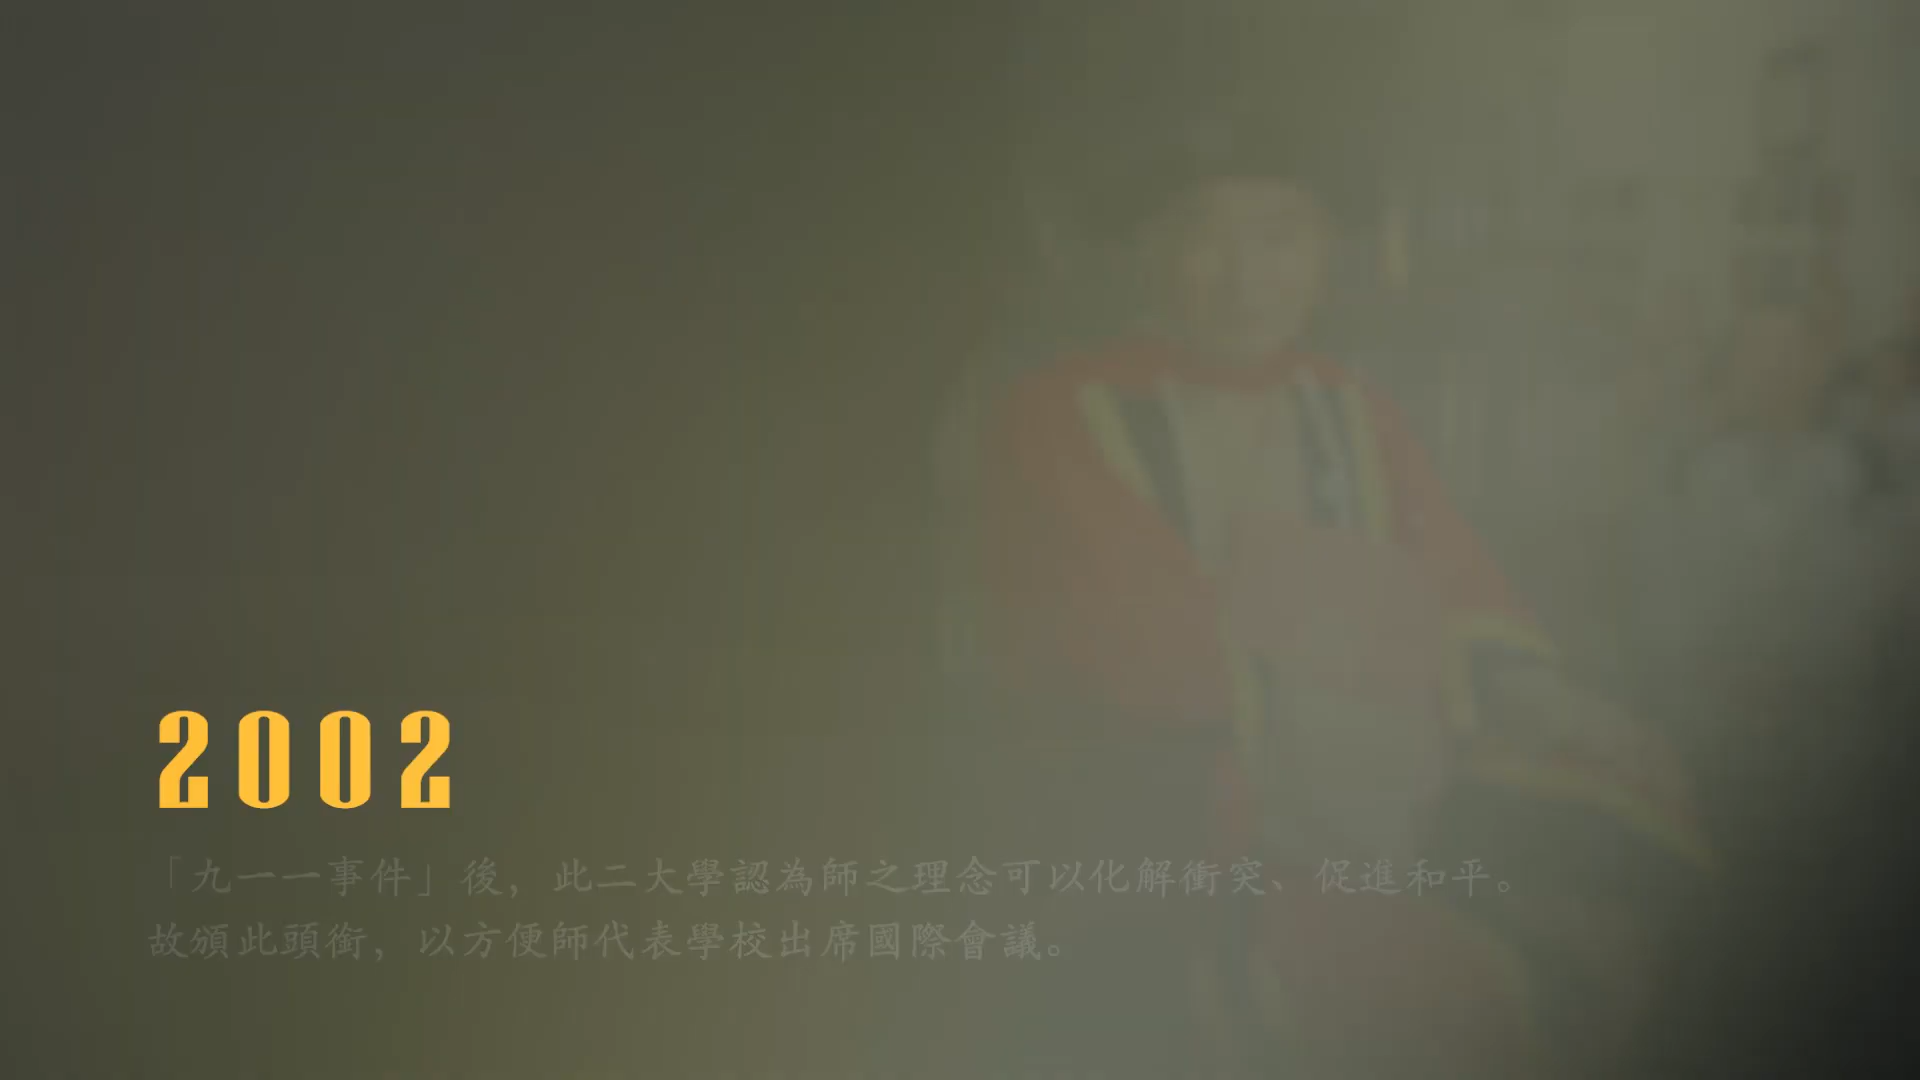 2002
「九一一事件」後，此二大學認為師之理念可以化解衝突、促進和平。
故頒此頭銜，以方便師代表學校出席國際會議。